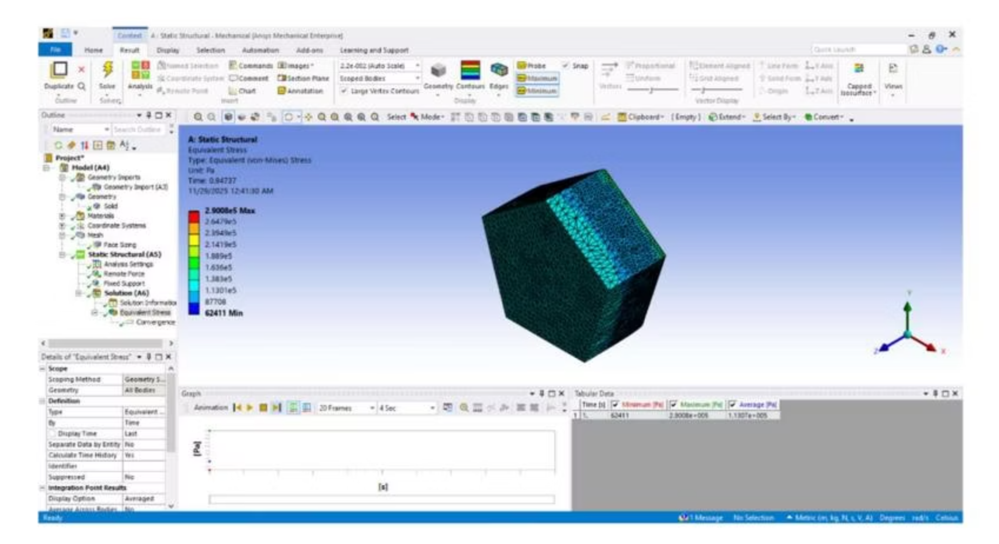 Context A : Static Structural - Mechanical [Ansys Mechanical Enterprise]
File Home Result Display Selection Automation Add-ons Learning and Support Quick Launch
Duplicate Q Solve Analysis
Named Selection Commands Images
Coordinate System Comment Section Plane
Remote Point Chart Annotation
2.2e-002 (Auto Scale)
Scoped Bodies
Large Vertex Contours
Geometry Contours Edges
Probe
Maximum
Minimum
Snap
Vectors
Proportional
Uniform
Element Aligned
Grid Aligned
Line Form
Solid Form
Origin
X Axis
Y Axis
Z Axis
Capped
Isosurface
Views
Outline Solve Insert Display Vector Display
Outline
Name Search Outline
Select Mode Clipboard [Empty] Extend Select By Convert
Project*
Model (A4)
Geometry Imports
Geometry Import (A3)
Geometry
Solid
Materials
Coordinate Systems
Mesh
Face Sizing
Static Structural (A5)
Analysis Settings
Remote Force
Fixed Support
Solution (A6)
Solution Informatio
Equivalent Stress
Convergence
A: Static Structural
Equivalent Stress
Type: Equivalent (von-Mises) Stress
Unit: Pa
Time: 0.94737
11/29/2025 12:41:30 AM
2.9008e5 Max
2.6479e5
2.3949e5
2.1419e5
1.889e5
1.636e5
1.383e5
1.1301e5
87708
62411 Min
Y
Z X
Details of "Equivalent Stress"
Scope
Scoping Method Geometry S...
Geometry All Bodies
Definition
Type Equivalent ...
By Time
Display Time Last
Separate Data by Entity No
Calculate Time History Yes
Identifier
Suppressed No
Integration Point Results
Display Option Averaged
Average Across Bodies No
Graph
Animation 20 Frames 4 Sec
[Pa]
[s]
Tabular Data
Time [s] Minimum [Pa] Maximum [Pa] Average [Pa]
1 1. 62411 2.9008e+005 1.1307e+005
Ready 1 Message No Selection Metric (m, kg, N, s, V, A) Degrees rad/s Celsius